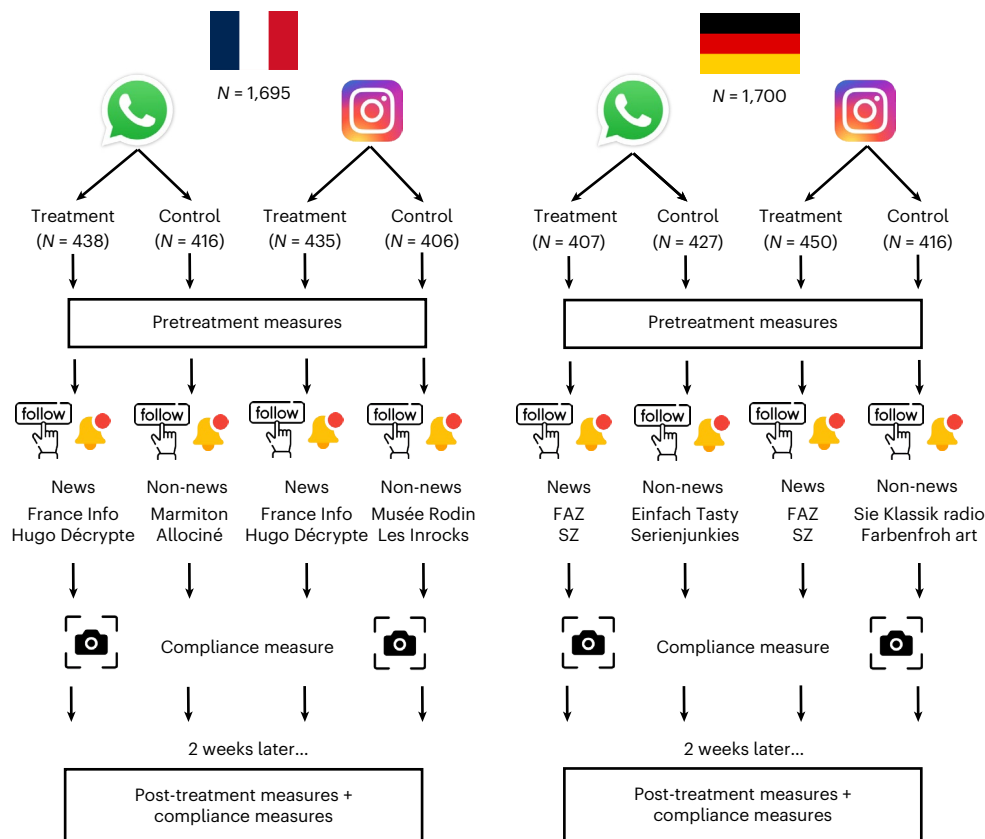 N = 1,695
N = 1,700
Treatment Control Treatment Control
(N = 438) (N = 416) (N = 435) (N = 406)
Treatment Control Treatment Control
(N = 407) (N = 427) (N = 450) (N = 416)
Pretreatment measures
Pretreatment measures
follow follow follow follow
follow follow follow follow
News Non-news News Non-news
France Info Marmiton France Info Musée Rodin
Hugo Décrypte Allociné Hugo Décrypte Les Inrocks
News Non-news News Non-news
FAZ Einfach Tasty FAZ Sie Klassik radio
SZ Serienjunkies SZ Farbenfroh art
Compliance measure
Compliance measure
2 weeks later...
2 weeks later...
Post-treatment measures +
compliance measures
Post-treatment measures +
compliance measures